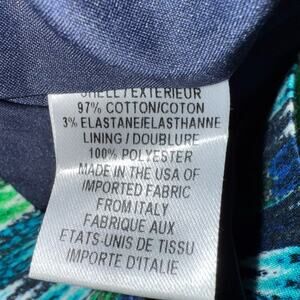 SHELL / EXTERIEUR
97% COTTON/COTON
3% ELASTANE/ELASTHANNE
LINING / DOUBLURE
100% POLYESTER
MADE IN THE USA OF
IMPORTED FABRIC
FROM ITALY
FABRIQUE AUX
ETATS-UNIS DE TISSU
IMPORTE D'ITALIE